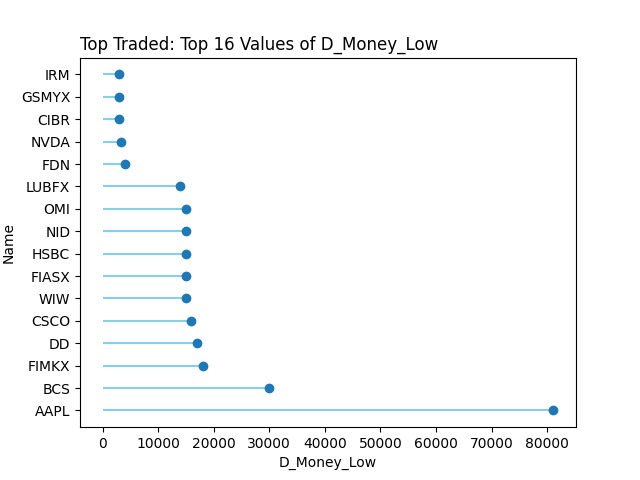 Top Traded: Top 16 Values of D_Money_Low
IRM
GSMYX
CIBR
NVDA
FDN
LUBFX
OMI
NID
HSBC
FIASX
WIW
CSCO
DD
FIMKX
BCS
AAPL
Name
0 10000 20000 30000 40000 50000 60000 70000 80000
D_Money_Low